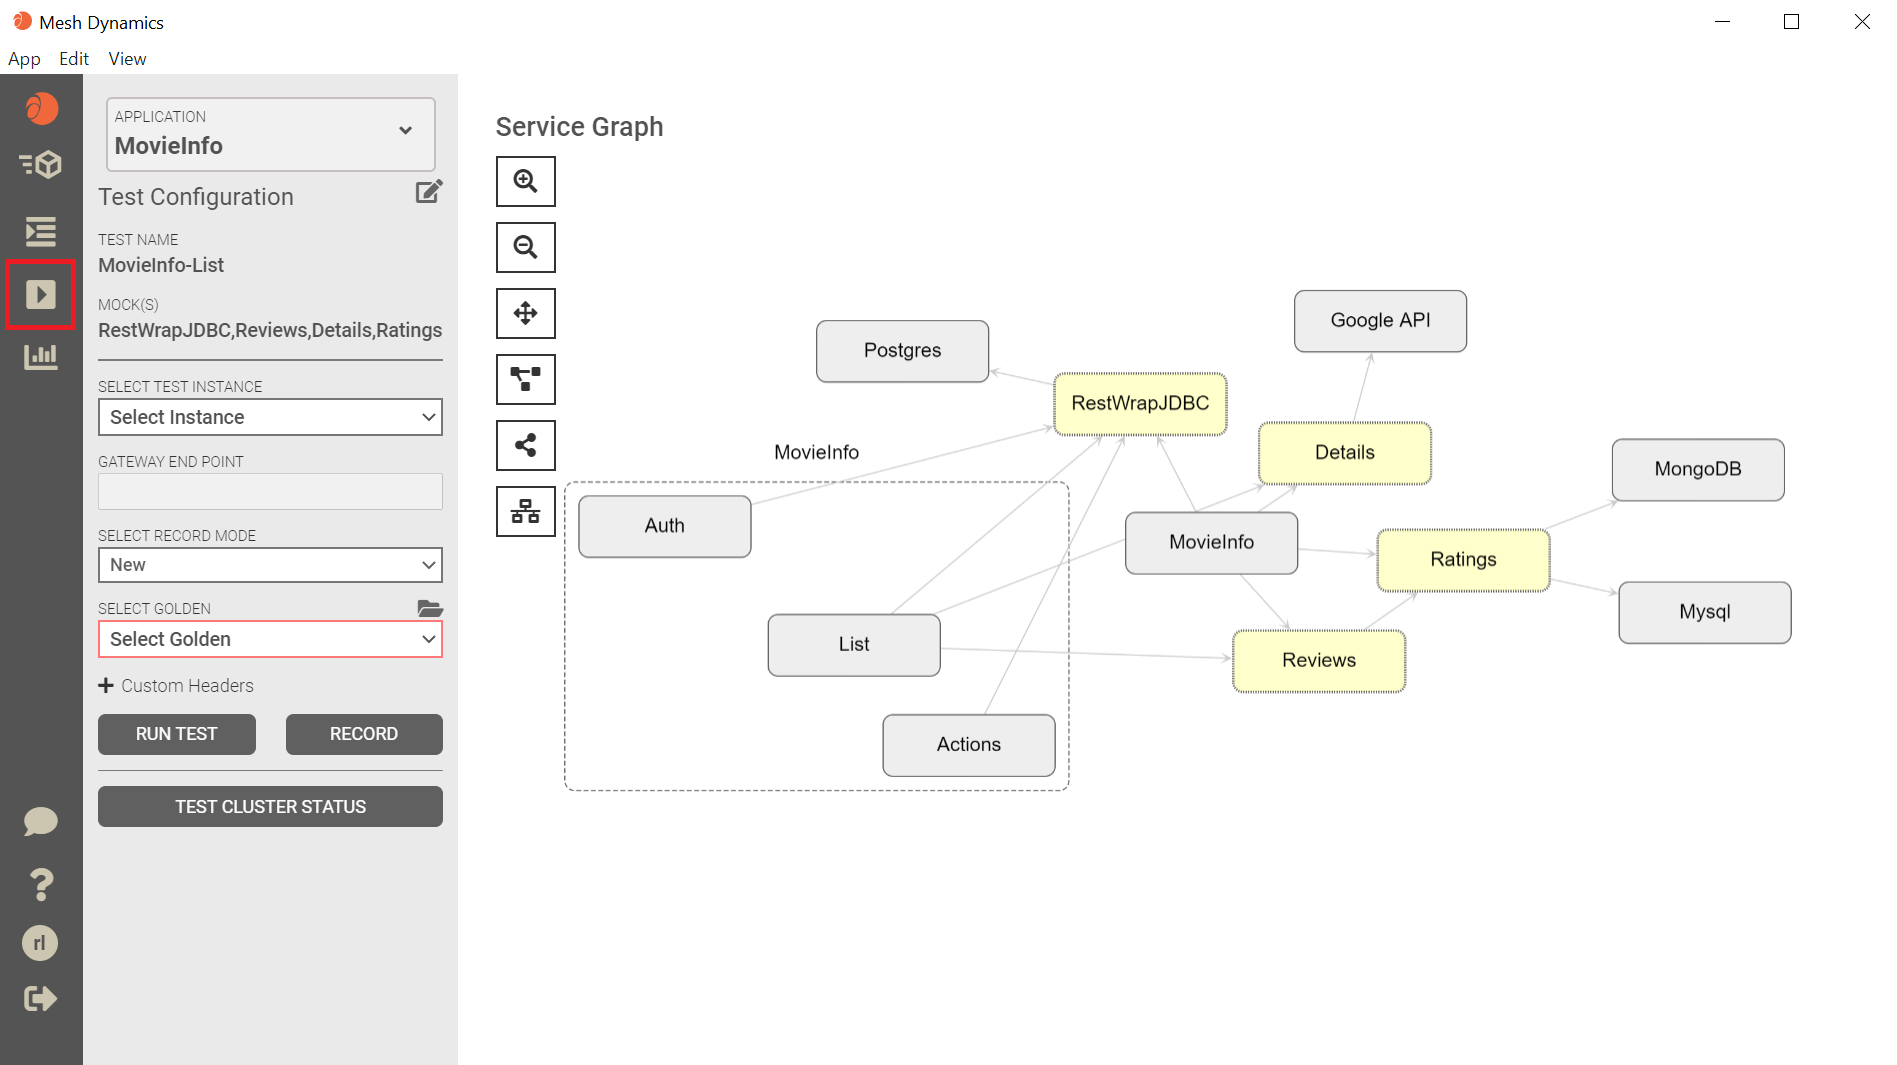 Mesh Dynamics
App Edit View
APPLICATION
MovieInfo
Test Configuration
TEST NAME
MovieInfo-List
MOCK(S)
RestWrapJDBC,Reviews,Details,Ratings
SELECT TEST INSTANCE
Select Instance
GATEWAY END POINT
SELECT RECORD MODE
New
SELECT GOLDEN
Select Golden
Custom Headers
RUN TEST RECORD
TEST CLUSTER STATUS
rl
Service Graph
Google API
Postgres
RestWrapJDBC
MovieInfo
Details
MongoDB
Auth
MovieInfo
Ratings
Mysql
List
Reviews
Actions